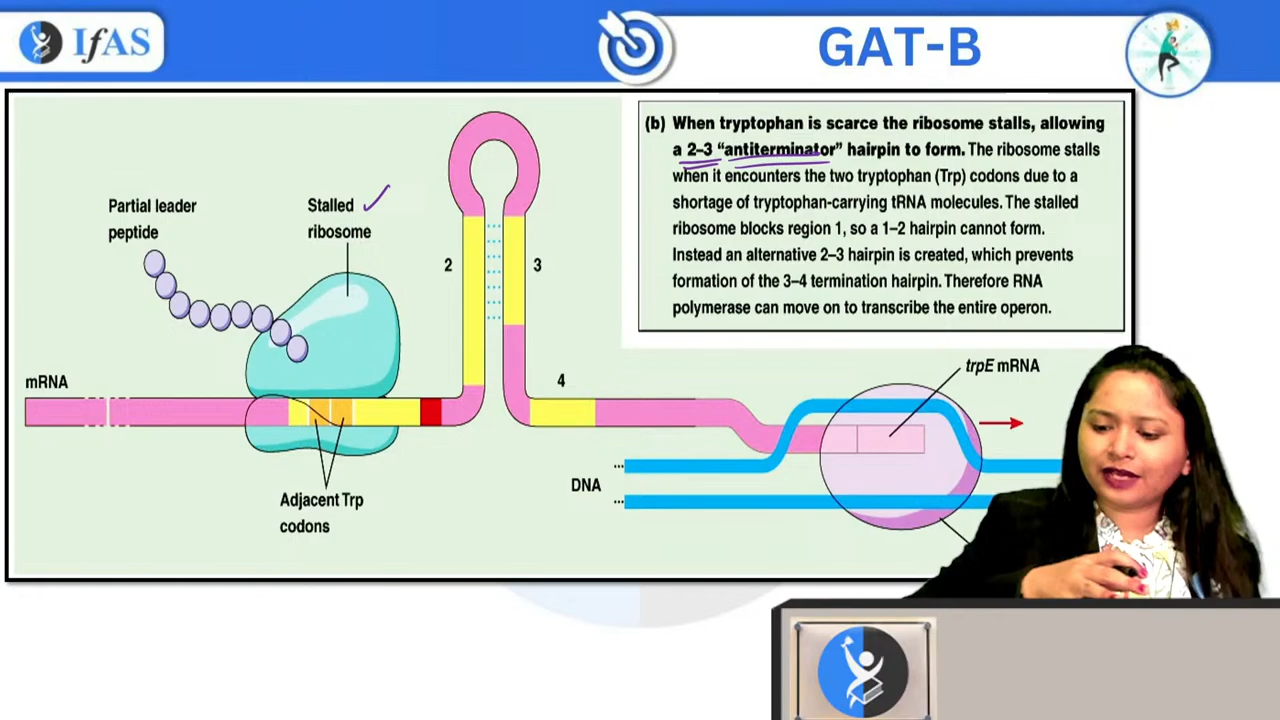 IfAS
GAT-B
(b) When tryptophan is scarce the ribosome stalls, allowing
a 2–3 “antiterminator” hairpin to form. The ribosome stalls
when it encounters the two tryptophan (Trp) codons due to a
shortage of tryptophan-carrying tRNA molecules. The stalled
ribosome blocks region 1, so a 1–2 hairpin cannot form.
Instead an alternative 2–3 hairpin is created, which prevents
formation of the 3–4 termination hairpin. Therefore RNA
polymerase can move on to transcribe the entire operon.
Partial leader
peptide
Stalled
ribosome
2
3
mRNA
4
trpE mRNA
DNA
...
...
Adjacent Trp
codons